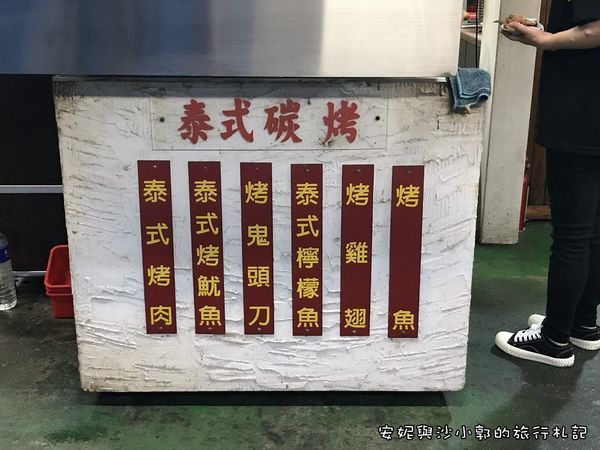 泰式碳烤
烤魚
烤雞翅
泰式檸檬魚
烤鬼頭刀
泰式烤魷魚
泰式烤肉
安妮與沙小郭的旅行札記